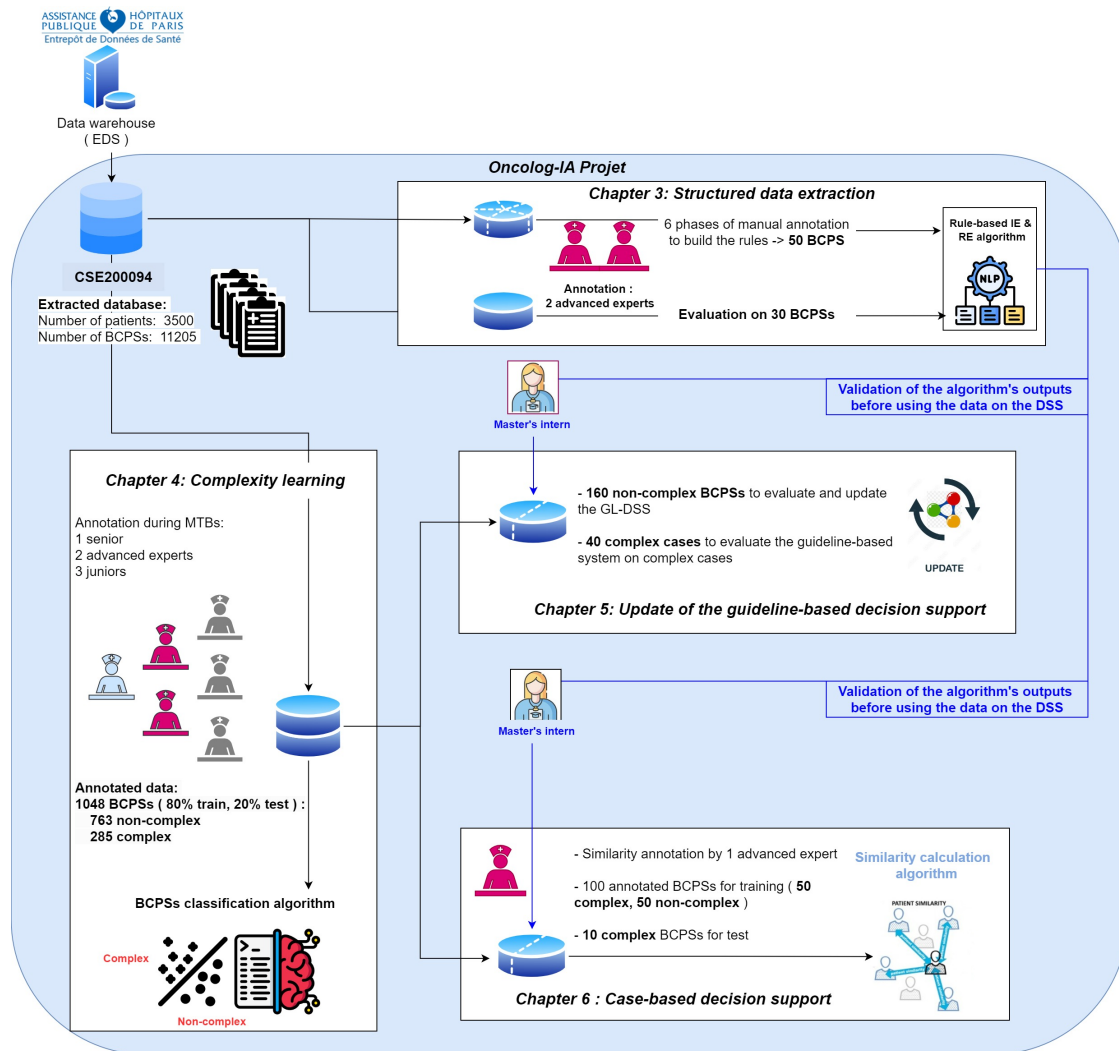 ASSISTANCE HÔPITAUX
PUBLIQUE DE PARIS
Entrepôt de Données de Santé
Data warehouse
( EDS )
Oncolog-IA Projet
CSE200094
Extracted database:
Number of patients: 3500
Number of BCPSs: 11205
Chapter 3: Structured data extraction
6 phases of manual annotation
to build the rules -> 50 BCPS
Annotation :
2 advanced experts
Evaluation on 30 BCPSs
Rule-based IE &
RE algorithm
NLP
Master's intern
Validation of the algorithm's outputs
before using the data on the DSS
Chapter 4: Complexity learning
Annotation during MTBs:
1 senior
2 advanced experts
3 juniors
Annotated data:
1048 BCPSs ( 80% train, 20% test ) :
763 non-complex
285 complex
BCPSs classification algorithm
Complex
Non-complex
- 160 non-complex BCPSs to evaluate and update
the GL-DSS
- 40 complex cases to evaluate the guideline-based
system on complex cases
UPDATE
Chapter 5: Update of the guideline-based decision support
Master's intern
Validation of the algorithm's outputs
before using the data on the DSS
- Similarity annotation by 1 advanced expert
- 100 annotated BCPSs for training ( 50
complex, 50 non-complex )
- 10 complex BCPSs for test
Similarity calculation
algorithm
PATIENT SIMILARITY
Chapter 6 : Case-based decision support